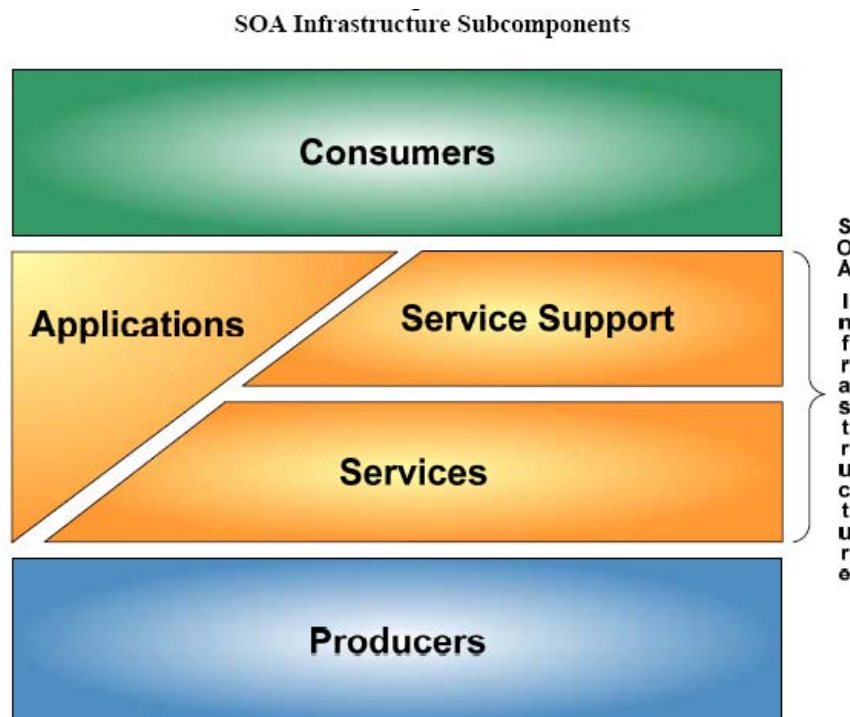 SOA Infrastructure Subcomponents
Consumers
Applications
Service Support
Services
Producers
SOA Infrastructure